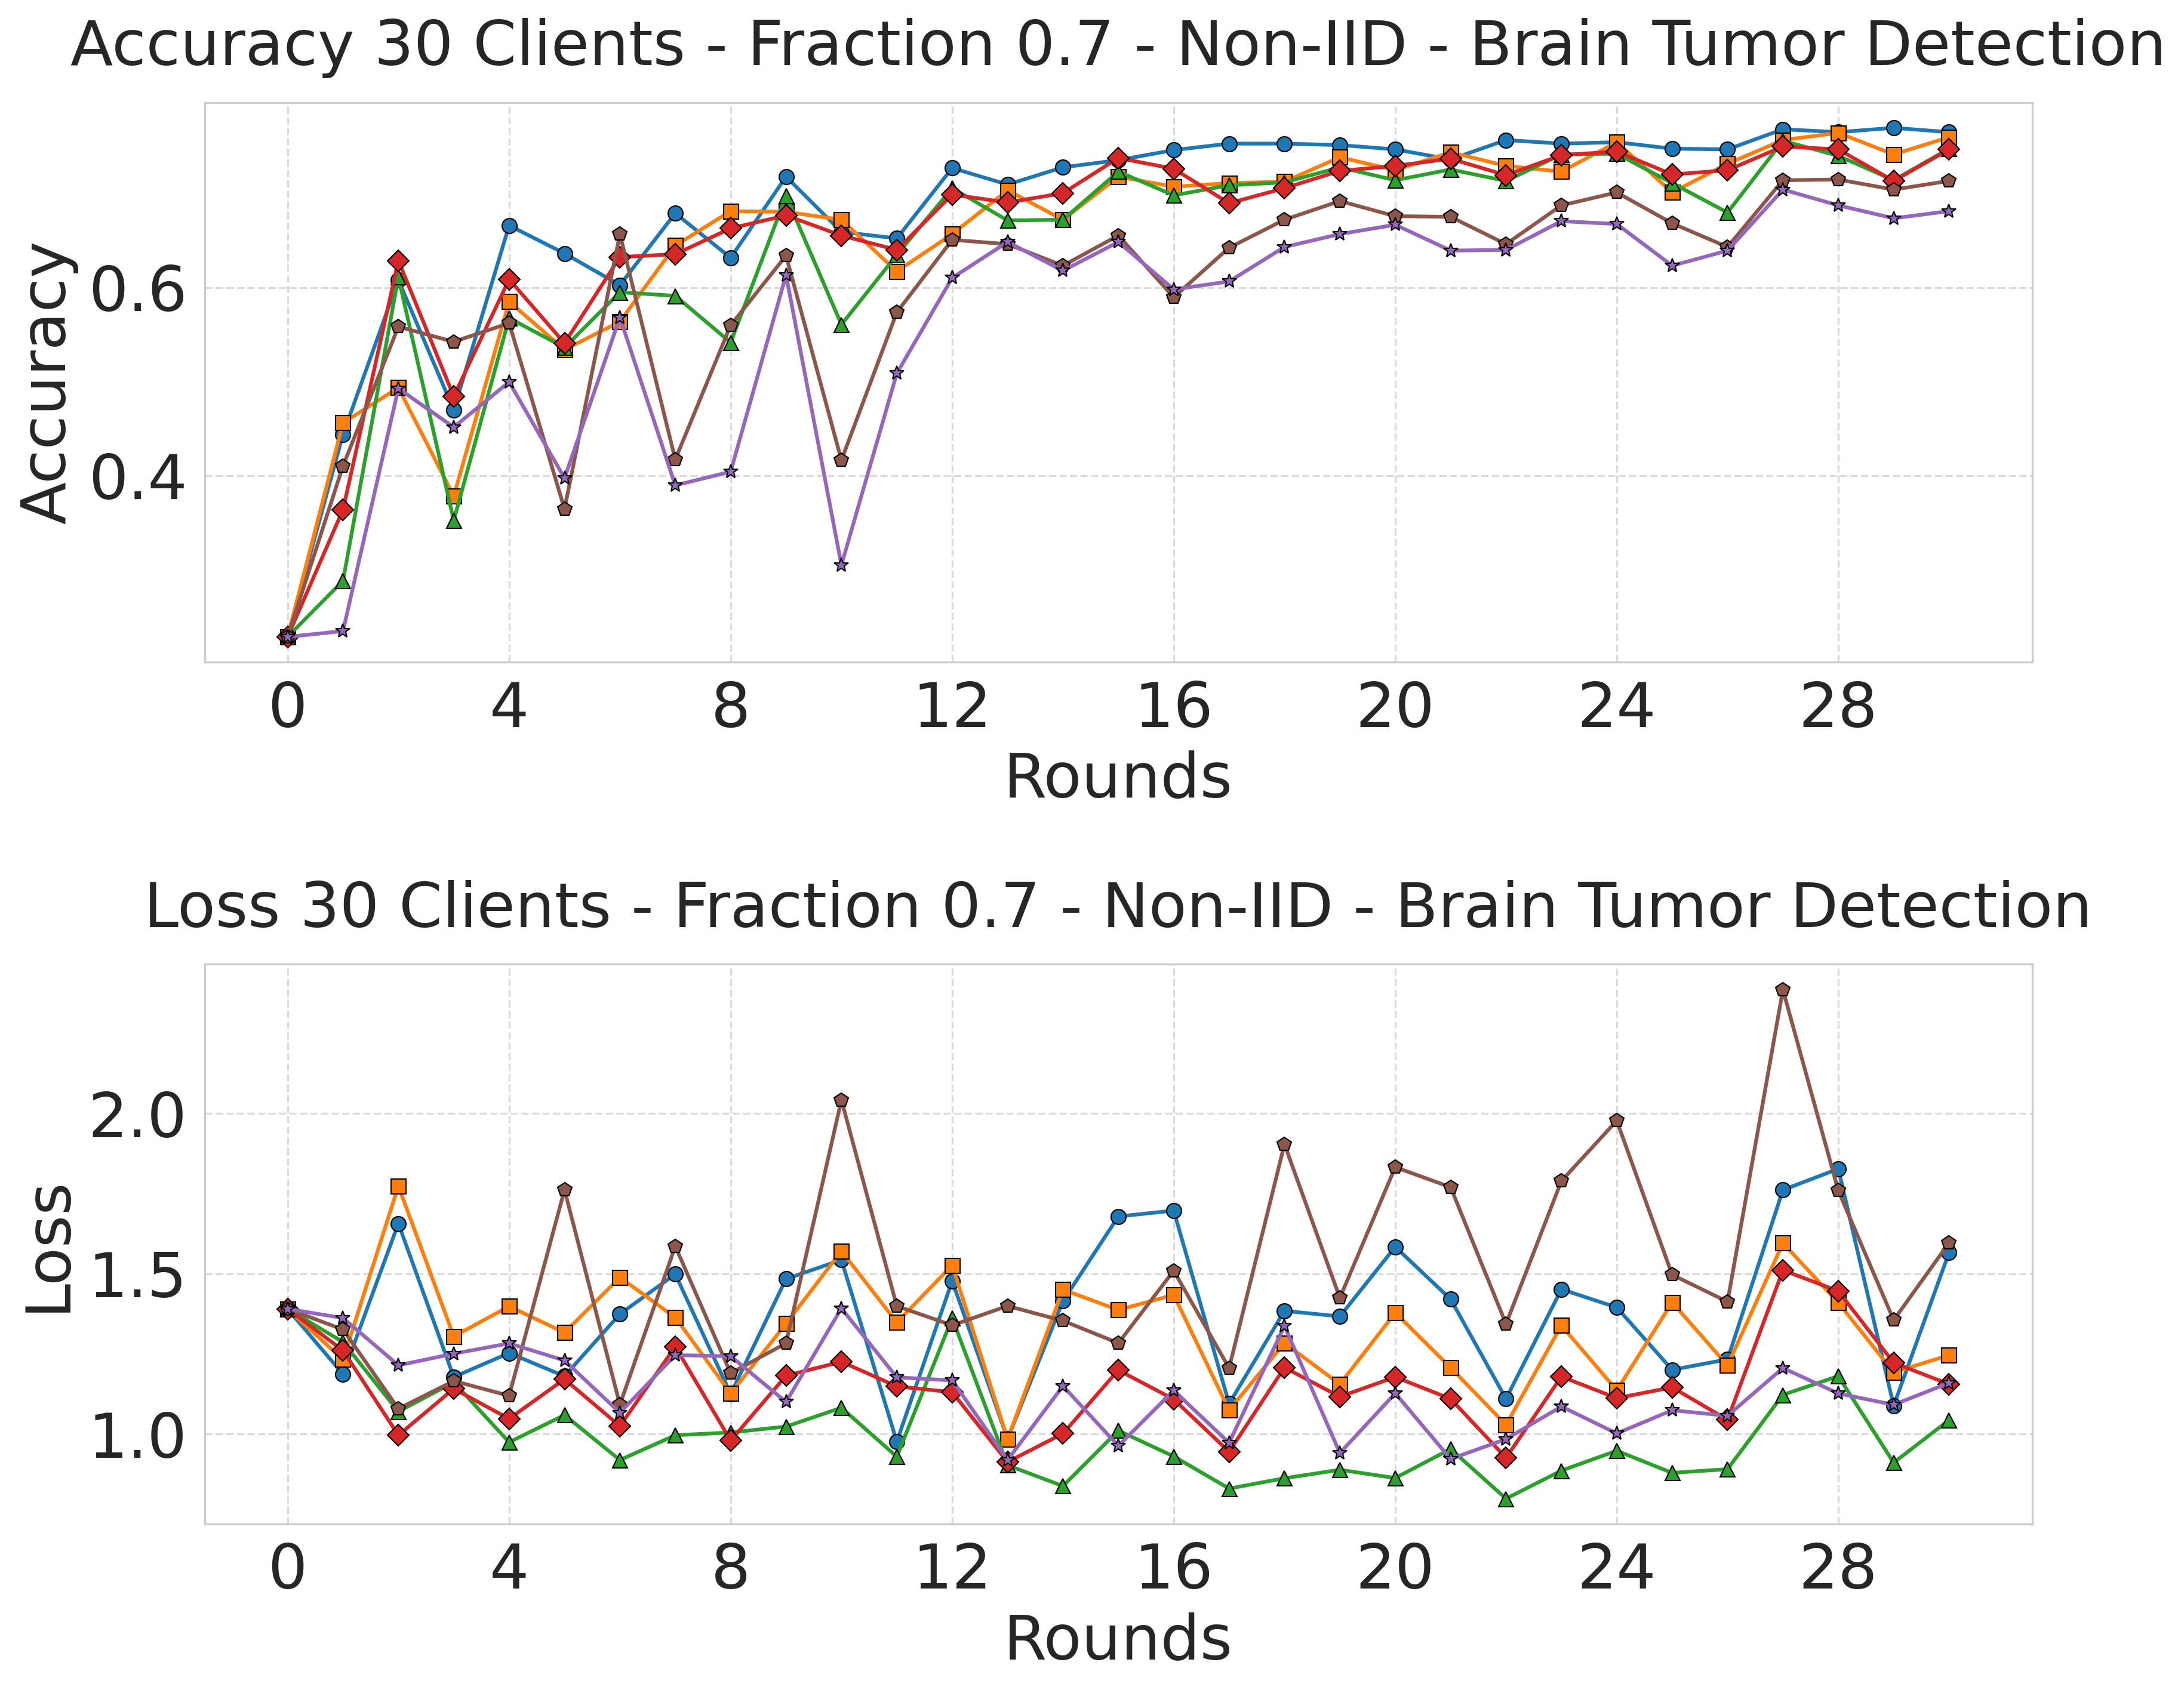 Accuracy 30 Clients - Fraction 0.7 - Non-IID - Brain Tumor Detection
Accuracy
0.6
0.4
0 4 8 12 16 20 24 28
Rounds
Loss 30 Clients - Fraction 0.7 - Non-IID - Brain Tumor Detection
Loss
2.0
1.5
1.0
0 4 8 12 16 20 24 28
Rounds